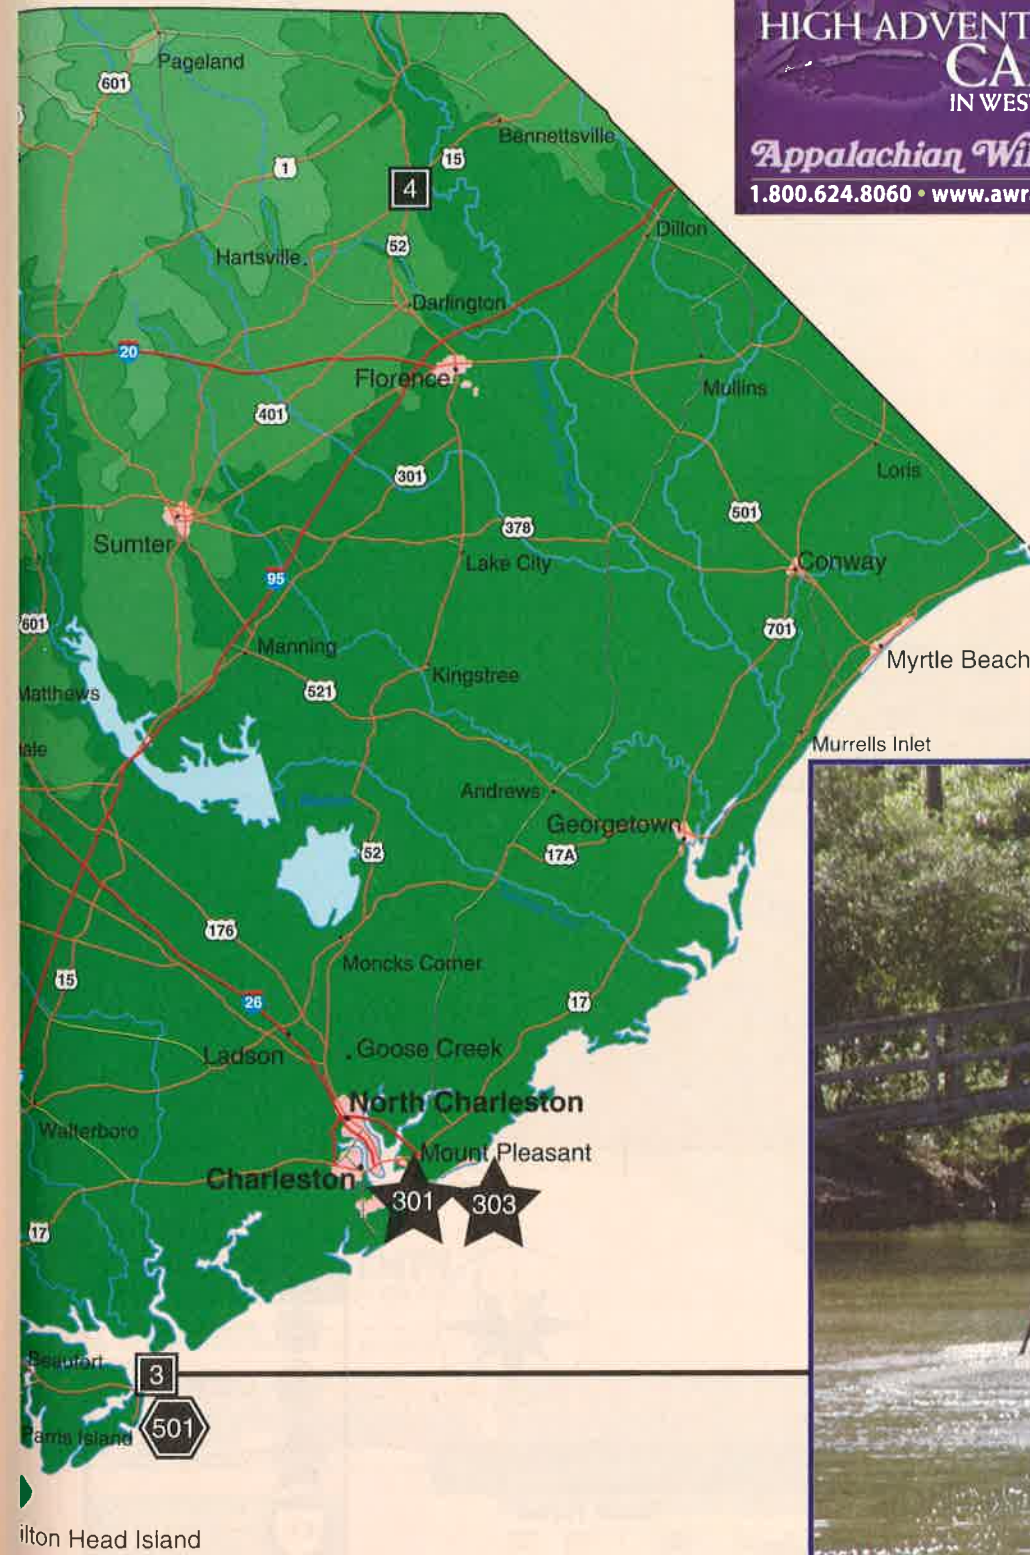 HIGH ADVENT
CA
IN WES
Appalachian Wil
1.800.624.8060 • www.awr
Pageland
601
Bennettsville
15
1
4
Dillon
52
Hartsville
Darlington
20
Florence
Mullins
401
Loris
301
501
378
Sumter
Lake City
Conway
95
601
701
Manning
Myrtle Beach
Kingstree
521
Matthews
Murrells Inlet
ale
Andrews
Georgetown
52
17A
176
Moncks Corner
15
26
17
Ladson
Goose Creek
North Charleston
Walterboro
Mount Pleasant
Charleston
301
303
17
Beaufort
3
501
Parris Island
ilton Head Island